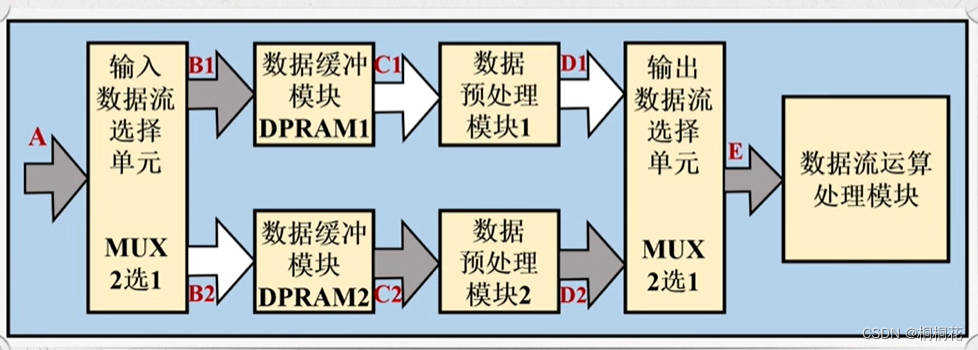 A
输入
数据流
选择
单元
MUX
2选1
B1
B2
数据缓冲
模块
DPRAM1
数据缓冲
模块
DPRAM2
C1
C2
数据
预处理
模块1
数据
预处理
模块2
D1
D2
输出
数据流
选择
单元
MUX
2选1
E
数据流运算
处理模块
CSDN @桐桐花